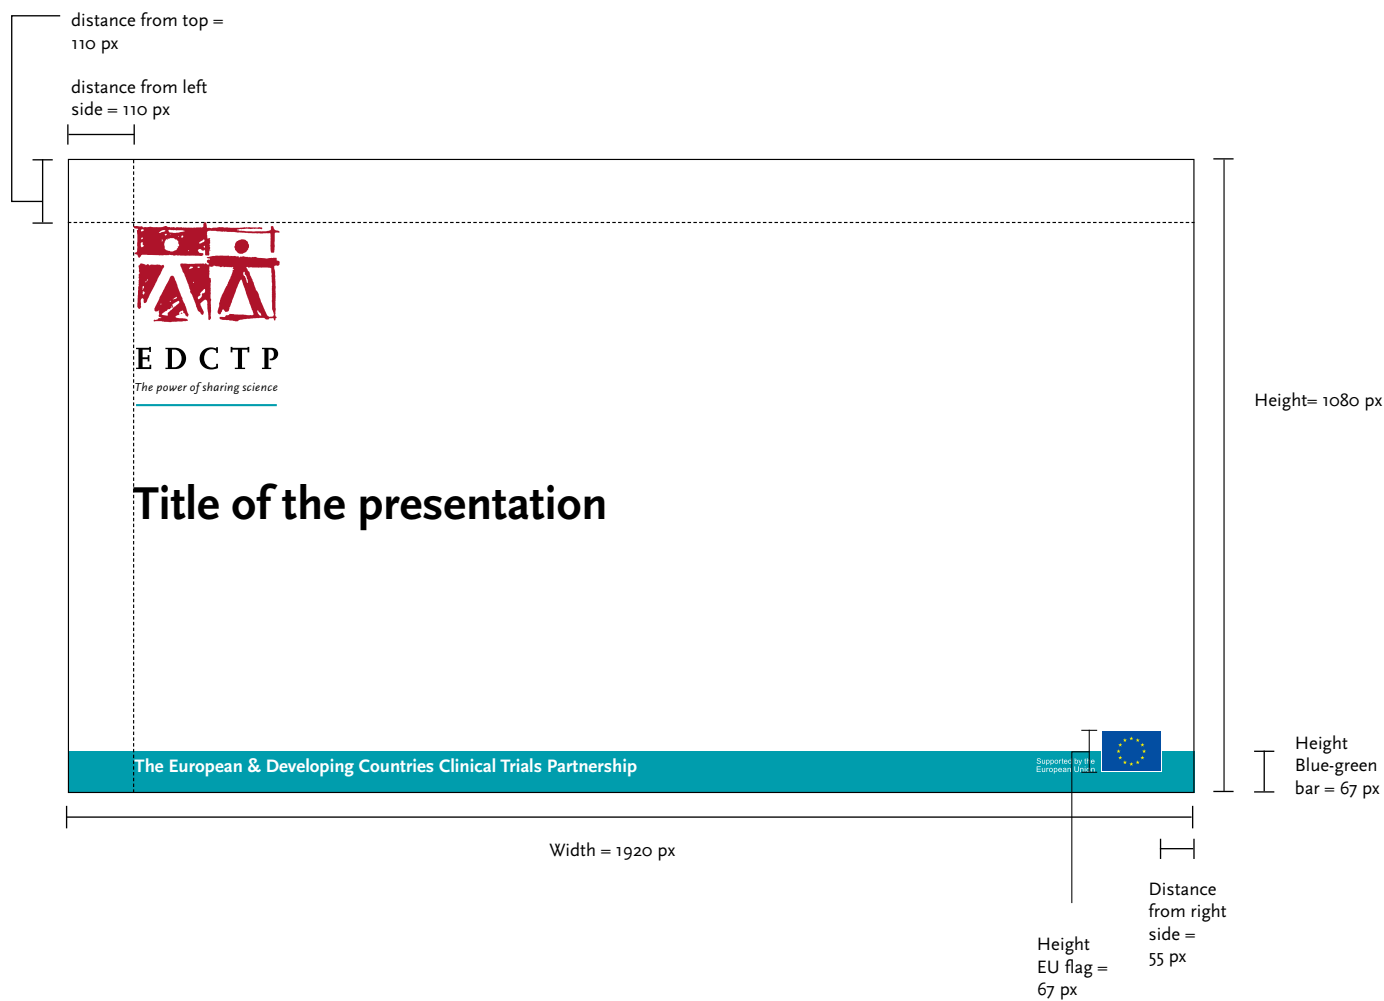 distance from top =
110 px
distance from left
side = 110 px
E D C T P
The power of sharing science
Height= 1080 px
Title of the presentation
The European & Developing Countries Clinical Trials Partnership
Supported by the
European Union
Height
Blue-green
bar = 67 px
Width = 1920 px
Distance
from right
side =
55 px
Height
EU flag =
67 px